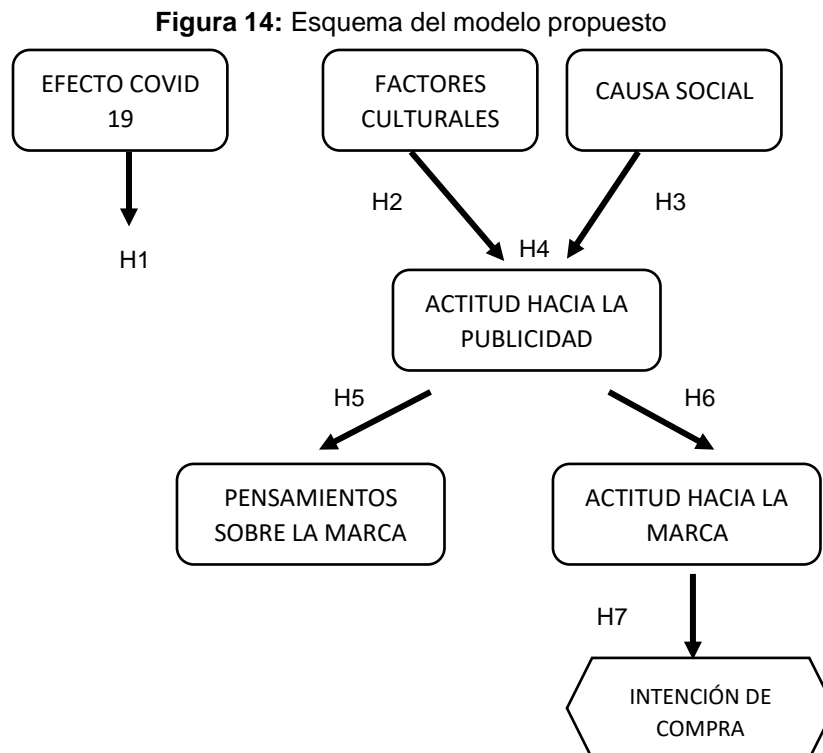 Figura 14: Esquema del modelo propuesto
EFECTO COVID
19
FACTORES
CULTURALES
CAUSA SOCIAL
H2
H3
H1
H4
ACTITUD HACIA LA
PUBLICIDAD
H5
H6
PENSAMIENTOS
SOBRE LA MARCA
ACTITUD HACIA LA
MARCA
H7
INTENCIÓN DE
COMPRA